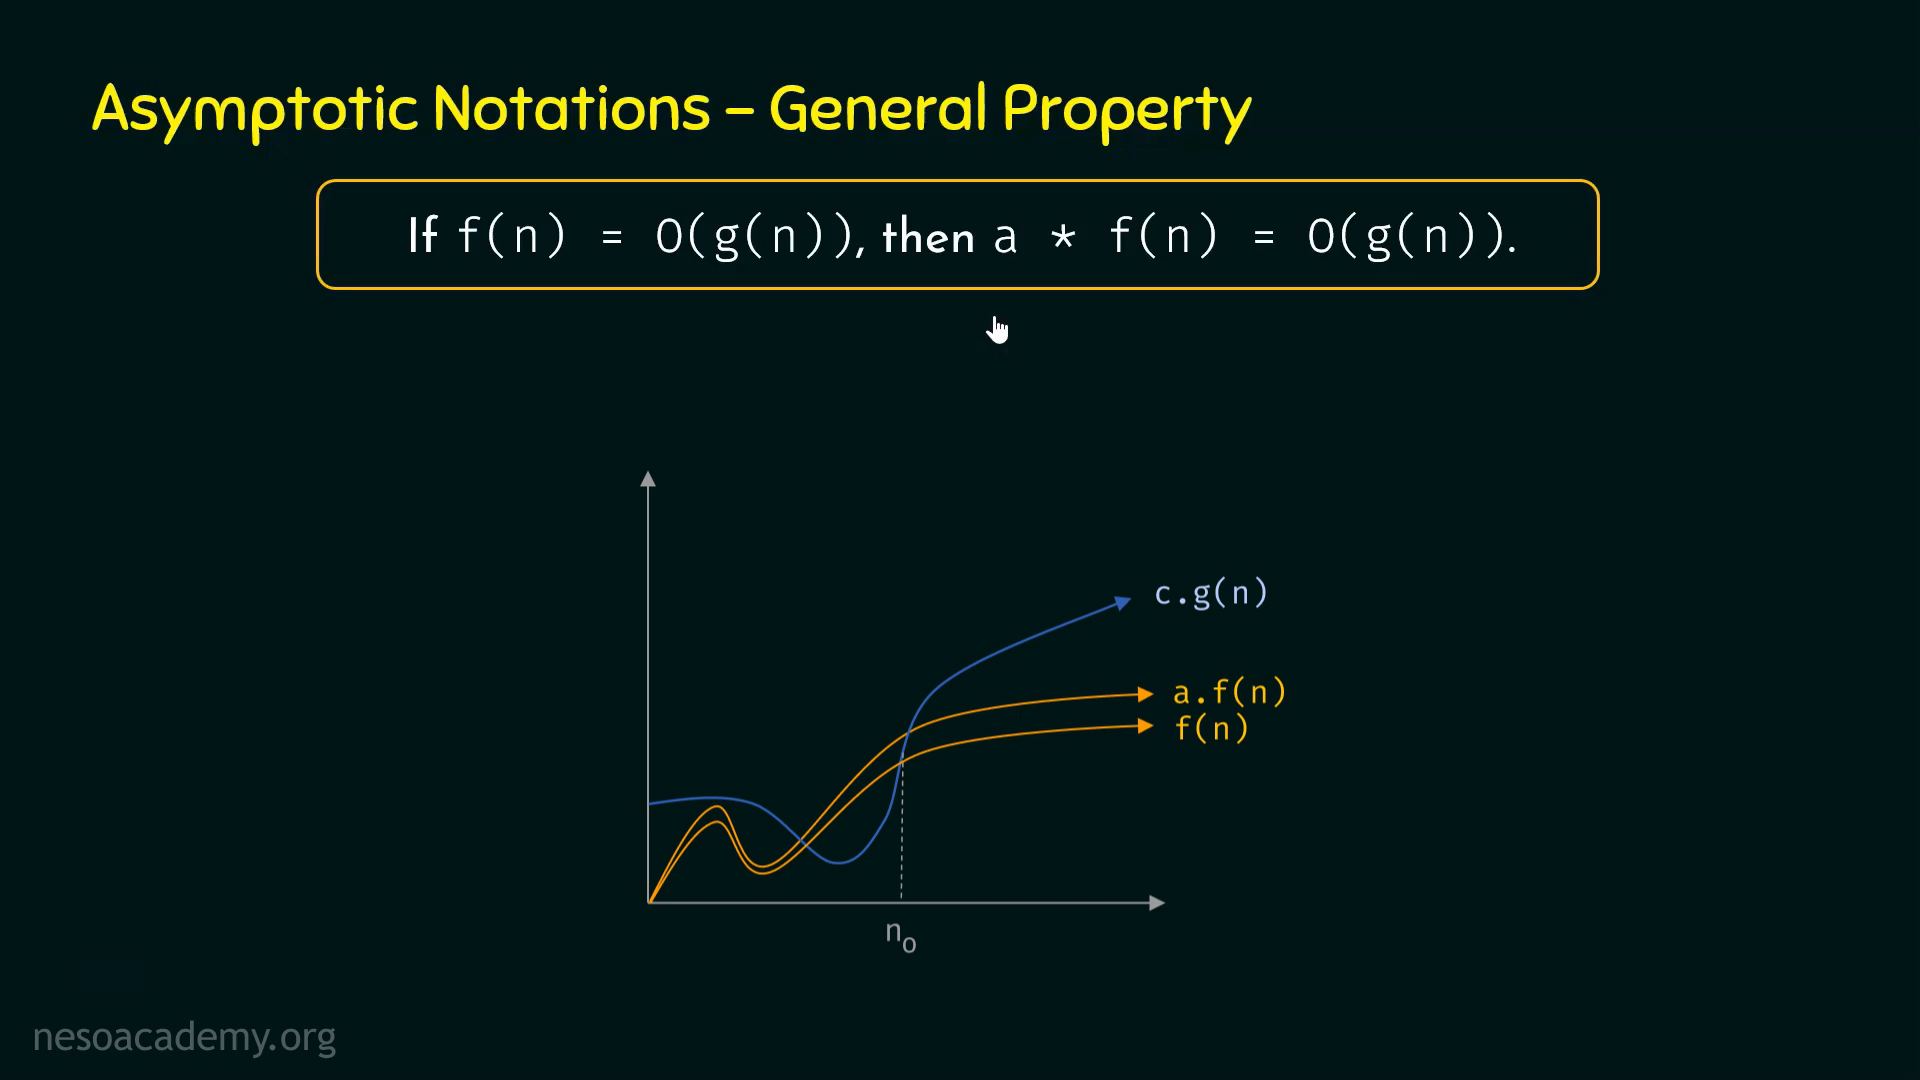 Asymptotic Notations – General Property
If f(n) = O(g(n)), then a * f(n) = O(g(n)).
c.g(n)
a.f(n)
f(n)
n₀
nesoacademy.org